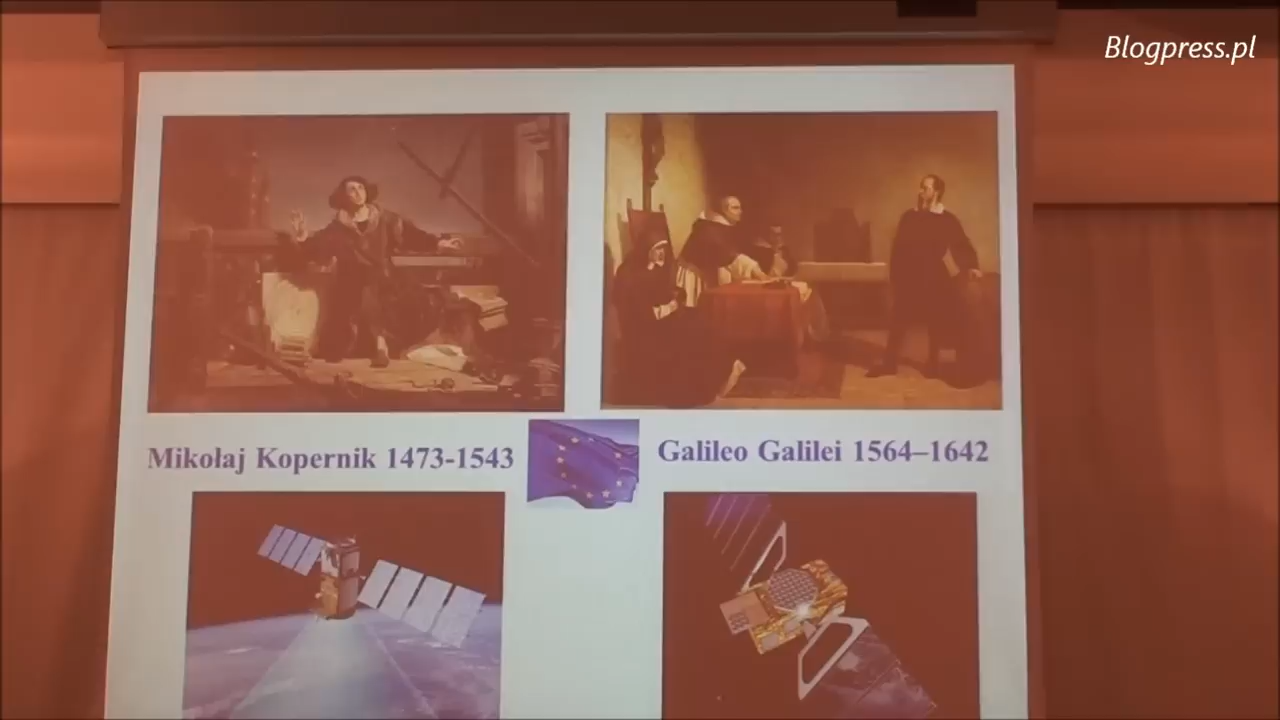 Blogpress.pl
Mikołaj Kopernik 1473-1543
Galileo Galilei 1564–1642